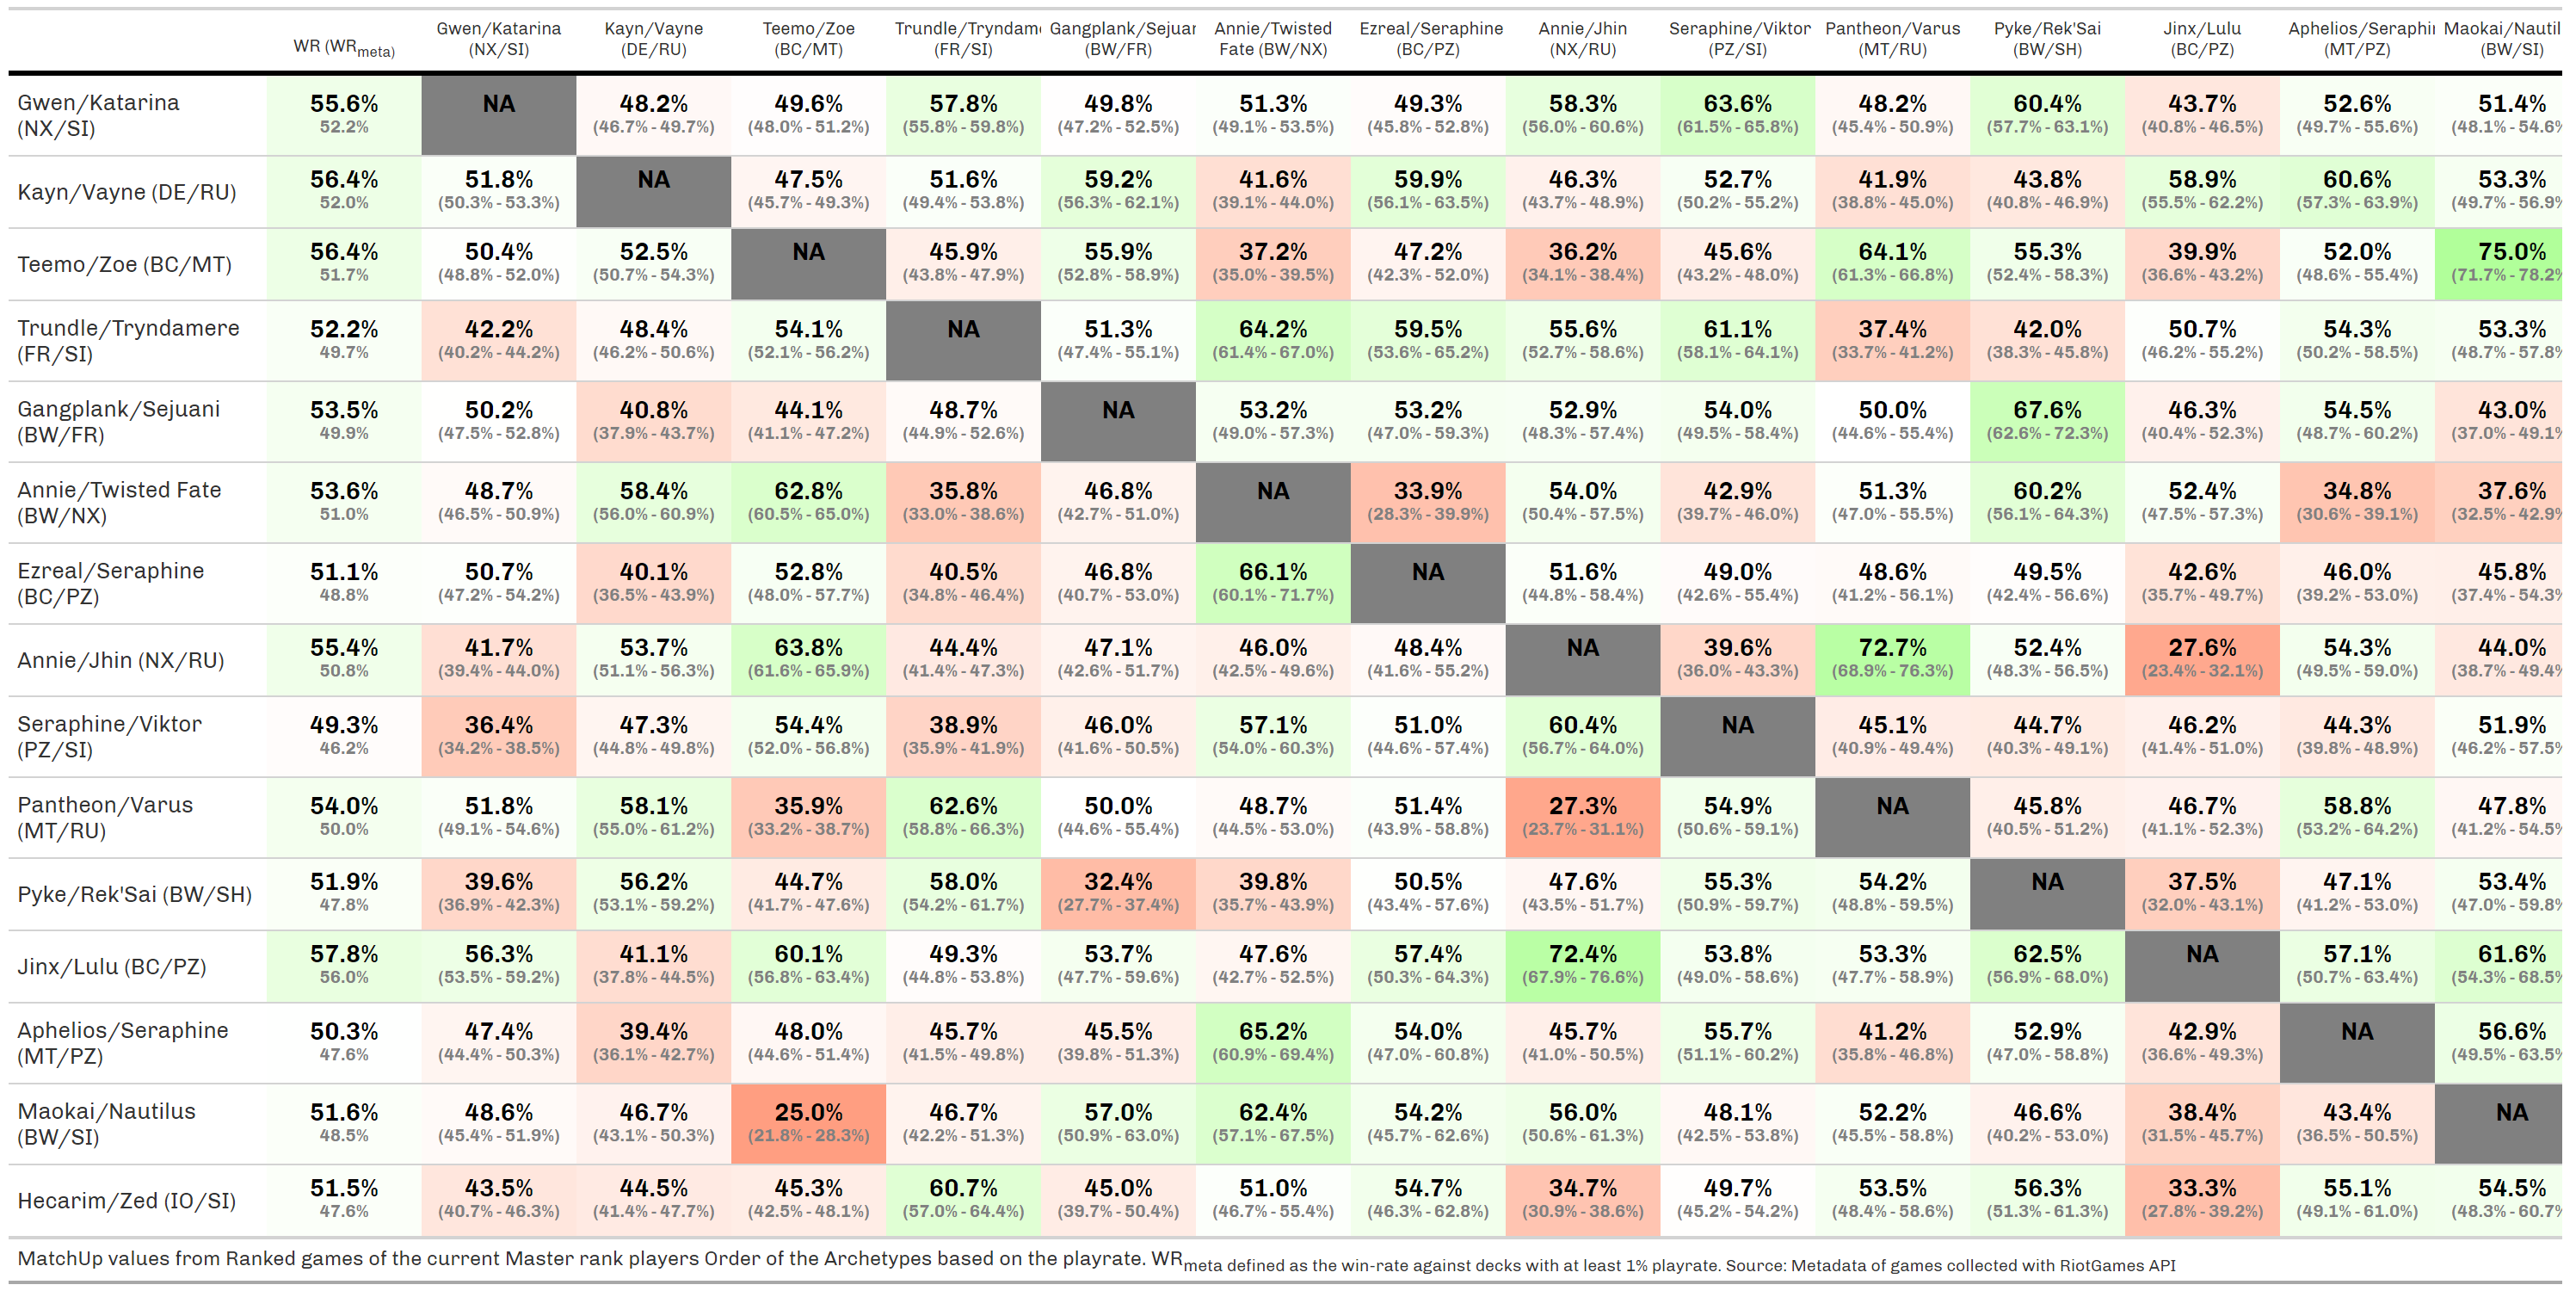 WR (WRmeta) Gwen/Katarina (NX/SI) Kayn/Vayne (DE/RU) Teemo/Zoe (BC/MT) Trundle/Tryndame (FR/SI) Gangplank/Sejuar (BW/FR) Annie/Twisted Fate (BW/NX) Ezreal/Seraphine (BC/PZ) Annie/Jhin (NX/RU) Seraphine/Viktor (PZ/SI) Pantheon/Varus (MT/RU) Pyke/Rek'Sai (BW/SH) Jinx/Lulu (BC/PZ) Aphelios/Seraphi (MT/PZ) Maokai/Nautil (BW/SI)
Gwen/Katarina (NX/SI) 55.6% NA 48.2% 49.6% 57.8% 49.8% 51.3% 49.3% 58.3% 63.6% 48.2% 60.4% 43.7% 52.6% 51.4%
52.2% (46.7% - 49.7%) (48.0% - 51.2%) (55.8% - 59.8%) (47.2% - 52.5%) (49.1% - 53.5%) (45.8% - 52.8%) (56.0% - 60.6%) (61.5% - 65.8%) (45.4% - 50.9%) (57.7% - 63.1%) (40.8% - 46.5%) (49.7% - 55.6%) (48.1% - 54.6%
Kayn/Vayne (DE/RU) 56.4% 51.8% NA 47.5% 51.6% 59.2% 41.6% 59.9% 46.3% 52.7% 41.9% 43.8% 58.9% 60.6% 53.3%
52.0% (50.3% - 53.3%) (45.7% - 49.3%) (49.4% - 53.8%) (56.3% - 62.1%) (39.1% - 44.0%) (56.1% - 63.5%) (43.7% - 48.9%) (50.2% - 55.2%) (38.8% - 45.0%) (40.8% - 46.9%) (55.5% - 62.2%) (57.3% - 63.9%) (49.7% - 56.9%
Teemo/Zoe (BC/MT) 56.4% 50.4% 52.5% NA 45.9% 55.9% 37.2% 47.2% 36.2% 45.6% 64.1% 55.3% 39.9% 52.0% 75.0%
51.7% (48.8% - 52.0%) (50.7% - 54.3%) (43.8% - 47.9%) (52.8% - 58.9%) (35.0% - 39.5%) (42.3% - 52.0%) (34.1% - 38.4%) (43.2% - 48.0%) (61.3% - 66.8%) (52.4% - 58.3%) (36.6% - 43.2%) (48.6% - 55.4%) (71.7% - 78.2%
Trundle/Tryndamere (FR/SI) 52.2% 42.2% 48.4% 54.1% NA 51.3% 64.2% 59.5% 55.6% 61.1% 37.4% 42.0% 50.7% 54.3% 53.3%
49.7% (40.2% - 44.2%) (46.2% - 50.6%) (52.1% - 56.2%) (47.4% - 55.1%) (61.4% - 67.0%) (53.6% - 65.2%) (52.7% - 58.6%) (58.1% - 64.1%) (33.7% - 41.2%) (38.3% - 45.8%) (46.2% - 55.2%) (50.2% - 58.5%) (48.7% - 57.8%
Gangplank/Sejuani (BW/FR) 53.5% 50.2% 40.8% 44.1% 48.7% NA 53.2% 53.2% 52.9% 54.0% 50.0% 67.6% 46.3% 54.5% 43.0%
49.9% (47.5% - 52.8%) (37.9% - 43.7%) (41.1% - 47.2%) (44.9% - 52.6%) (49.0% - 57.3%) (47.0% - 59.3%) (48.3% - 57.4%) (49.5% - 58.4%) (44.6% - 55.4%) (62.6% - 72.3%) (40.4% - 52.3%) (48.7% - 60.2%) (37.0% - 49.1%
Annie/Twisted Fate (BW/NX) 53.6% 48.7% 58.4% 62.8% 35.8% 46.8% NA 33.9% 54.0% 42.9% 51.3% 60.2% 52.4% 34.8% 37.6%
51.0% (46.5% - 50.9%) (56.0% - 60.9%) (60.5% - 65.0%) (33.0% - 38.6%) (42.7% - 51.0%) (28.3% - 39.9%) (50.4% - 57.5%) (39.7% - 46.0%) (47.0% - 55.5%) (56.1% - 64.3%) (47.5% - 57.3%) (30.6% - 39.1%) (32.5% - 42.9%
Ezreal/Seraphine (BC/PZ) 51.1% 50.7% 40.1% 52.8% 40.5% 46.8% 66.1% NA 51.6% 49.0% 48.6% 49.5% 42.6% 46.0% 45.8%
48.8% (47.2% - 54.2%) (36.5% - 43.9%) (48.0% - 57.7%) (34.8% - 46.4%) (40.7% - 53.0%) (60.1% - 71.7%) (44.8% - 58.4%) (42.6% - 55.4%) (41.2% - 56.1%) (42.4% - 56.6%) (35.7% - 49.7%) (39.2% - 53.0%) (37.4% - 54.3%
Annie/Jhin (NX/RU) 55.4% 41.7% 53.7% 63.8% 44.4% 47.1% 46.0% 48.4% NA 39.6% 72.7% 52.4% 27.6% 54.3% 44.0%
50.8% (39.4% - 44.0%) (51.1% - 56.3%) (61.6% - 65.9%) (41.4% - 47.3%) (42.6% - 51.7%) (42.5% - 49.6%) (41.6% - 55.2%) (36.0% - 43.3%) (68.9% - 76.3%) (48.3% - 56.5%) (23.4% - 32.1%) (49.5% - 59.0%) (38.7% - 49.4%
Seraphine/Viktor (PZ/SI) 49.3% 36.4% 47.3% 54.4% 38.9% 46.0% 57.1% 51.0% 60.4% NA 45.1% 44.7% 46.2% 44.3% 51.9%
46.2% (34.2% - 38.5%) (44.8% - 49.8%) (52.0% - 56.8%) (35.9% - 41.9%) (41.6% - 50.5%) (54.0% - 60.3%) (44.6% - 57.4%) (56.7% - 64.0%) (40.9% - 49.4%) (40.3% - 49.1%) (41.4% - 51.0%) (39.8% - 48.9%) (46.2% - 57.5%
Pantheon/Varus (MT/RU) 54.0% 51.8% 58.1% 35.9% 62.6% 50.0% 48.7% 51.4% 27.3% 54.9% NA 45.8% 46.7% 58.8% 47.8%
50.0% (49.1% - 54.6%) (55.0% - 61.2%) (33.2% - 38.7%) (58.8% - 66.3%) (44.6% - 55.4%) (44.5% - 53.0%) (43.9% - 58.8%) (23.7% - 31.1%) (50.6% - 59.1%) (40.5% - 51.2%) (41.1% - 52.3%) (53.2% - 64.2%) (41.2% - 54.5%
Pyke/Rek'Sai (BW/SH) 51.9% 39.6% 56.2% 44.7% 58.0% 32.4% 39.8% 50.5% 47.6% 55.3% 54.2% NA 37.5% 47.1% 53.4%
47.8% (36.9% - 42.3%) (53.1% - 59.2%) (41.7% - 47.6%) (54.2% - 61.7%) (27.7% - 37.4%) (35.7% - 43.9%) (43.4% - 57.6%) (43.5% - 51.7%) (50.9% - 59.7%) (48.8% - 59.5%) (32.0% - 43.1%) (41.2% - 53.0%) (47.0% - 59.8%
Jinx/Lulu (BC/PZ) 57.8% 56.3% 41.1% 60.1% 49.3% 53.7% 47.6% 57.4% 72.4% 53.8% 53.3% 62.5% NA 57.1% 61.6%
56.0% (53.5% - 59.2%) (37.8% - 44.5%) (56.8% - 63.4%) (44.8% - 53.8%) (47.7% - 59.6%) (42.7% - 52.5%) (50.3% - 64.3%) (67.9% - 76.6%) (49.0% - 58.6%) (47.7% - 58.9%) (56.9% - 68.0%) (50.7% - 63.4%) (54.3% - 68.5%
Aphelios/Seraphine (MT/PZ) 50.3% 47.4% 39.4% 48.0% 45.7% 45.5% 65.2% 54.0% 45.7% 55.7% 41.2% 52.9% 42.9% NA 56.6%
47.6% (44.4% - 50.3%) (36.1% - 42.7%) (44.6% - 51.4%) (41.5% - 49.8%) (39.8% - 51.3%) (60.9% - 69.4%) (47.0% - 60.8%) (41.0% - 50.5%) (51.1% - 60.2%) (35.8% - 46.8%) (47.0% - 58.8%) (36.6% - 49.3%) (49.5% - 63.5%
Maokai/Nautilus (BW/SI) 51.6% 48.6% 46.7% 25.0% 46.7% 57.0% 62.4% 54.2% 56.0% 48.1% 52.2% 46.6% 38.4% 43.4% NA
48.5% (45.4% - 51.9%) (43.1% - 50.3%) (21.8% - 28.3%) (42.2% - 51.3%) (50.9% - 63.0%) (57.1% - 67.5%) (45.7% - 62.6%) (50.6% - 61.3%) (42.5% - 53.8%) (45.5% - 58.8%) (40.2% - 53.0%) (31.5% - 45.7%) (36.5% - 50.5%)
Hecarim/Zed (IO/SI) 51.5% 43.5% 44.5% 45.3% 60.7% 45.0% 51.0% 54.7% 34.7% 49.7% 53.5% 56.3% 33.3% 55.1% 54.5%
47.6% (40.7% - 46.3%) (41.4% - 47.7%) (42.5% - 48.1%) (57.0% - 64.4%) (39.7% - 50.4%) (46.7% - 55.4%) (46.3% - 62.8%) (30.9% - 38.6%) (45.2% - 54.2%) (48.4% - 58.6%) (51.3% - 61.3%) (27.8% - 39.2%) (49.1% - 61.0%) (48.3% - 60.7%
MatchUp values from Ranked games of the current Master rank players Order of the Archetypes based on the playrate. WRmeta defined as the win-rate against decks with at least 1% playrate. Source: Metadata of games collected with RiotGames API